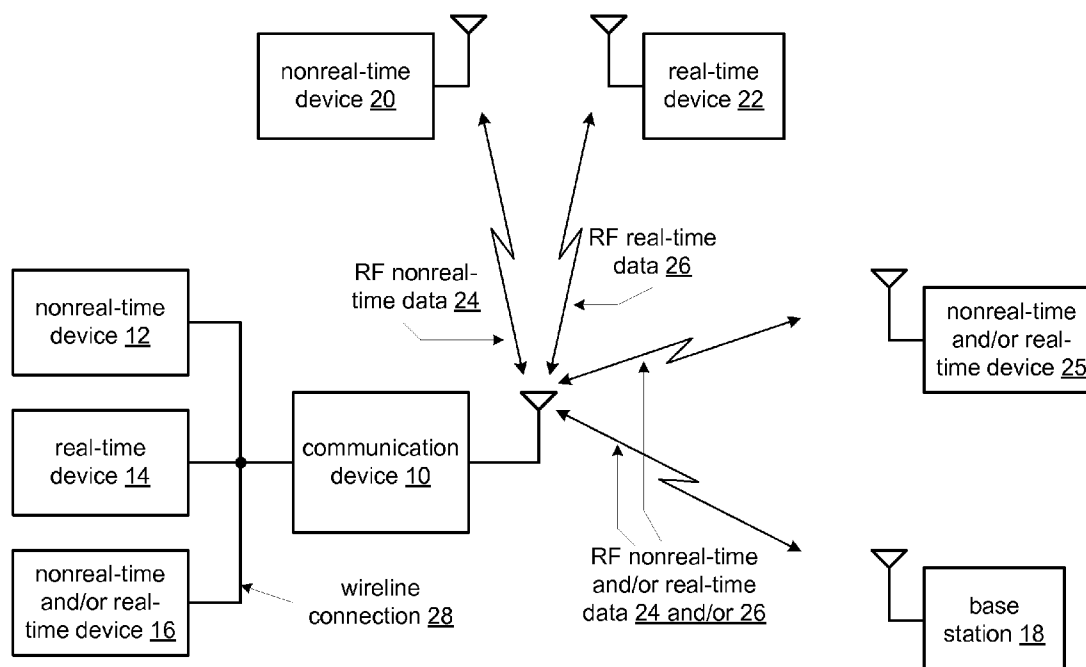 nonreal-time
device 20
real-time
device 22
RF nonreal-
time data 24
RF real-time
data 26
nonreal-time
device 12
nonreal-time
and/or real-
time device 25
real-time
device 14
communication
device 10
nonreal-time
and/or real-
time device 16
wireline
connection 28
RF nonreal-time
and/or real-time
data 24 and/or 26
base
station 18